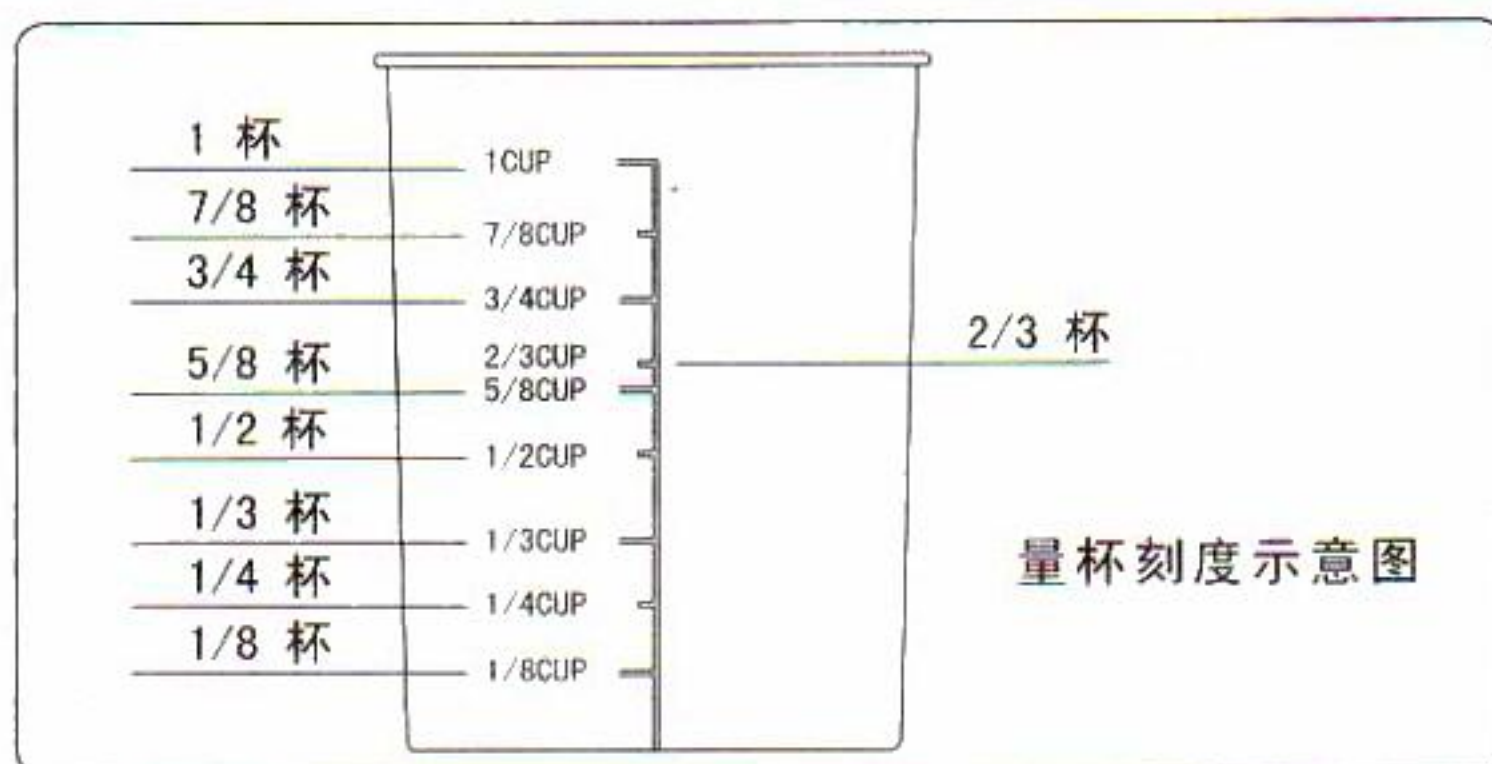 1 杯
1CUP
7/8 杯
7/8CUP
3/4 杯
3/4CUP
2/3CUP
2/3 杯
5/8 杯
5/8CUP
1/2 杯
1/2CUP
1/3 杯
1/3CUP
量杯刻度示意图
1/4 杯
1/4CUP
1/8 杯
1/8CUP